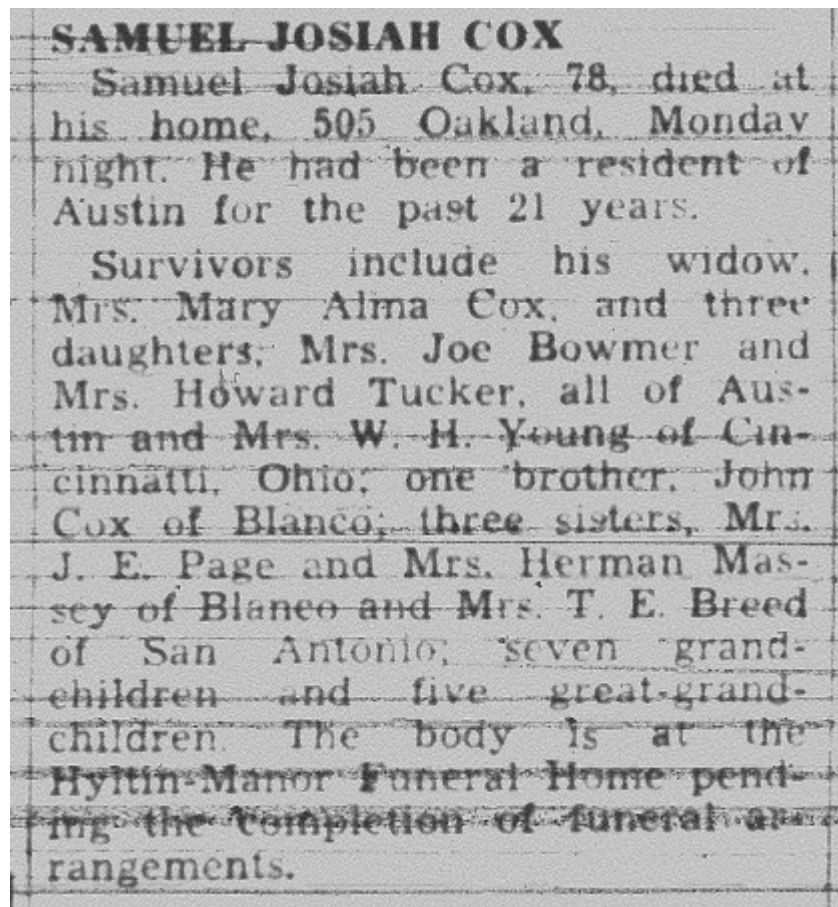 SAMUEL JOSIAH COX
Samuel Josiah Cox, 78, died at
his home, 505 Oakland, Monday
night. He had been a resident of
Austin for the past 21 years.
Survivors include his widow,
Mrs. Mary Alma Cox, and three
daughters, Mrs. Joe Bowmer and
Mrs. Howard Tucker, all of Aus-
tin and Mrs. W. H. Young of Cin-
cinnatti, Ohio; one brother, John
Cox of Blanco; three sisters, Mrs.
J. E. Page and Mrs. Herman Mas-
sey of Blanco and Mrs. T. E. Breed
of San Antonio; seven grand-
children and five great-grand-
children. The body is at the
Hyltin-Manor Funeral Home pend-
ing the completion of funeral ar-
rangements.